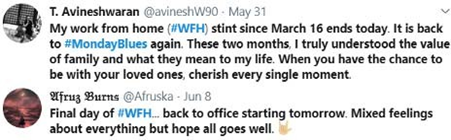 T. Avineshwaran @avineshW90 · May 31
My work from home (#WFH) stint since March 16 ends today. It is back
to #MondayBlues again. These two months, I truly understood the value
of family and what they mean to my life. When you have the chance to
be with your loved ones, cherish every single moment.
𝕬𝖋𝖗𝖚𝖟 𝕭𝖚𝖗𝖓𝖘 @Afruska · Jun 8
Final day of #WFH... back to office starting tomorrow. Mixed feelings
about everything but hope all goes well. 🤟